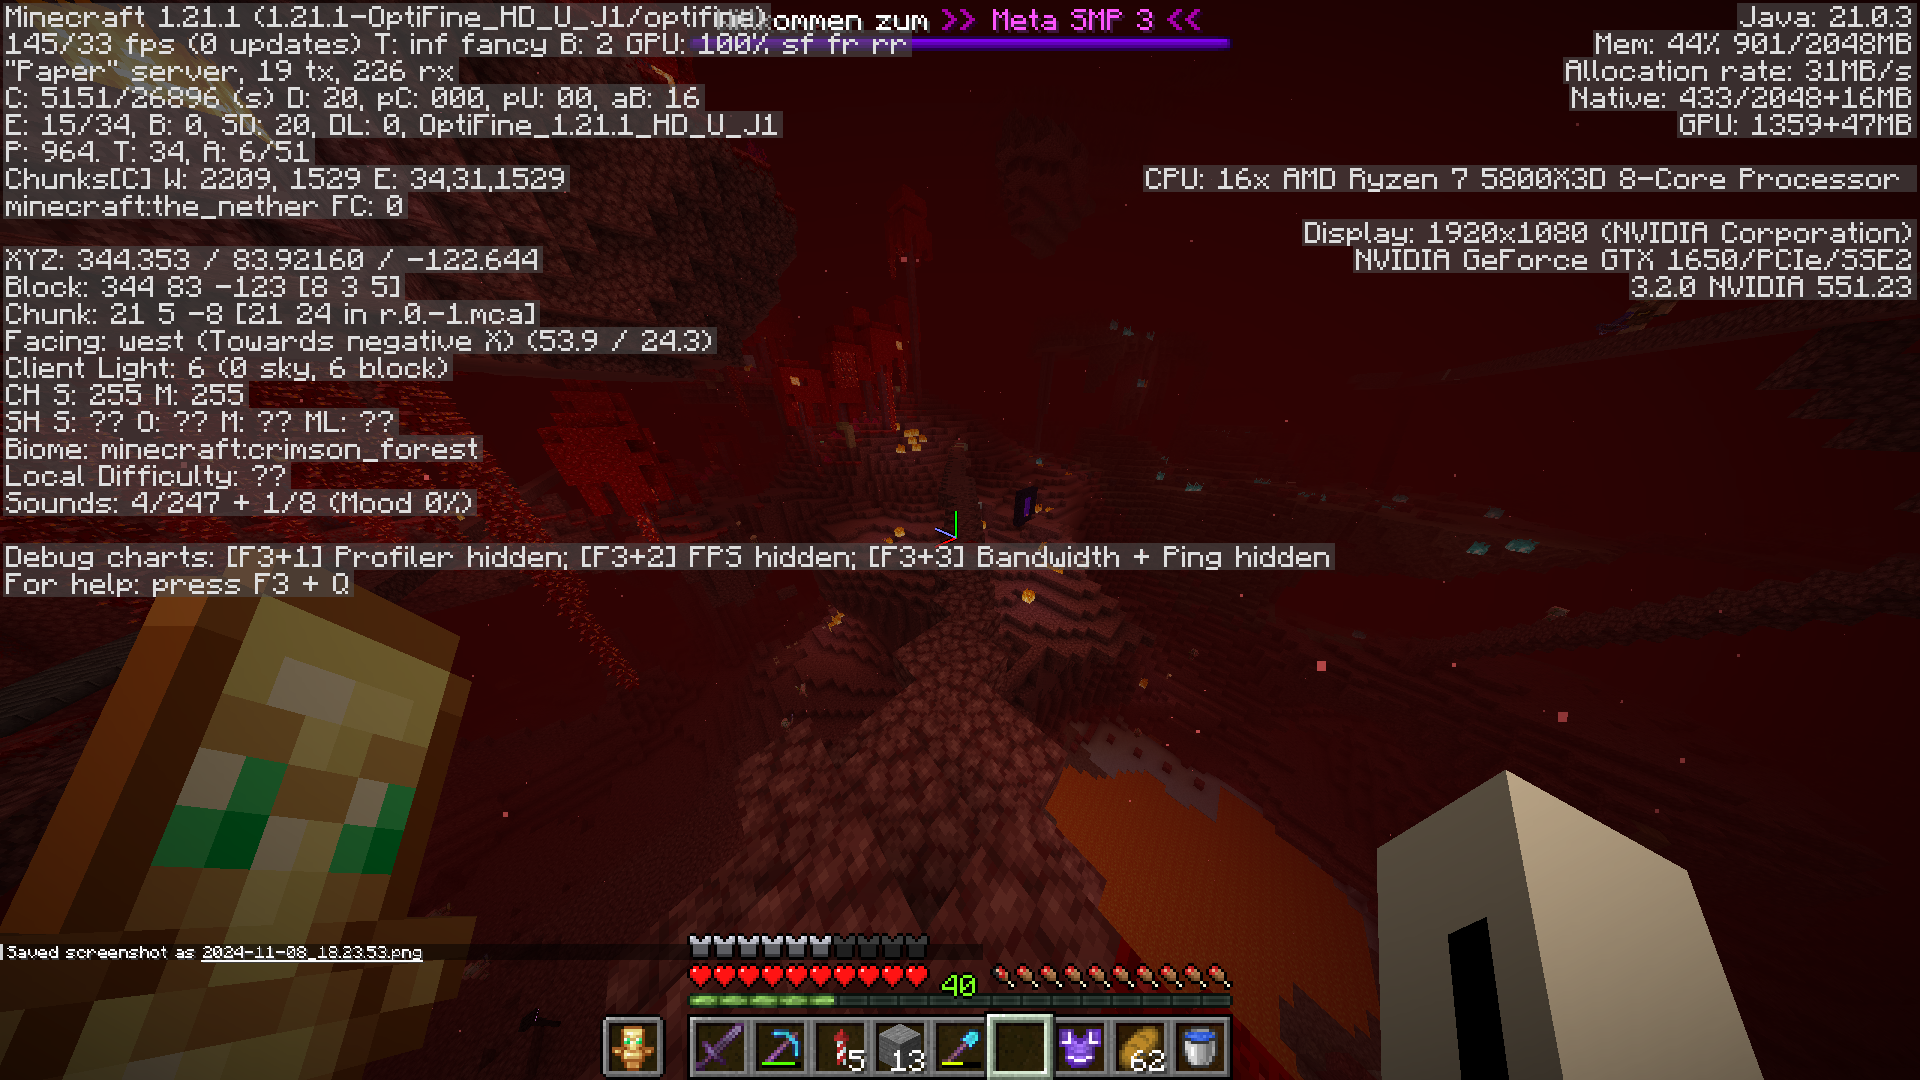 Minecraft 1.21.1 (1.21.1-OptiFine_HD_U_J1/optifine)
kommen zum >> Meta SMP 3 <<
145/33 fps (0 updates) T: inf fancy B: 2 GPU: 100% sf fr rr
"Paper" server, 19 tx, 226 rx
C: 5151/26896 (s) D: 20, pC: 000, pU: 00, aB: 16
E: 15/34, B: 0, SD: 20, DL: 0, OptiFine_1.21.1_HD_U_J1
P: 964. T: 34, A: 6/51
Chunks[C] W: 2209, 1529 E: 34,31,1529
minecraft:the_nether FC: 0
XYZ: 344.353 / 83.92160 / -122.644
Block: 344 83 -123 [8 3 5]
Chunk: 21 5 -8 [21 24 in r.0.-1.mca]
Facing: west (Towards negative X) (53.9 / 24.3)
Client Light: 6 (0 sky, 6 block)
CH S: 255 M: 255
SH S: ?? O: ?? M: ?? ML: ??
Biome: minecraft:crimson_forest
Local Difficulty: ??
Sounds: 4/247 + 1/8 (Mood 0%)
Debug charts: [F3+1] Profiler hidden; [F3+2] FPS hidden; [F3+3] Bandwidth + Ping hidden
For help: press F3 + Q
Java: 21.0.3
Mem: 44% 901/2048MB
Allocation rate: 31MB/s
Native: 433/2048+16MB
GPU: 1359+47MB
CPU: 16x AMD Ryzen 7 5800X3D 8-Core Processor
Display: 1920x1080 (NVIDIA Corporation)
NVIDIA GeForce GTX 1650/PCIe/SSE2
3.2.0 NVIDIA 551.23
Saved screenshot as 2024-11-08_18.23.53.png
40
5
13
62